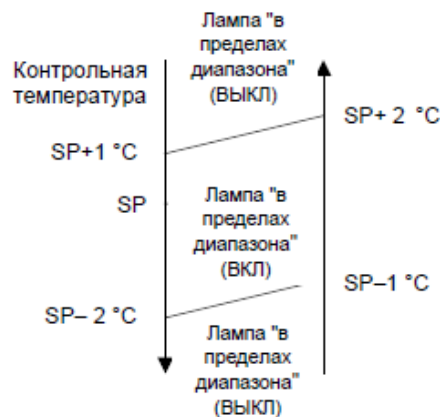 Лампа "в
пределах
диапазона"
(ВЫКЛ)
Контрольная
температура
SP+ 2 °C
SP+1 °C
SP
Лампа "в
пределах
диапазона"
(ВКЛ)
SP–1 °C
SP– 2 °C
Лампа "в
пределах
диапазона"
(ВЫКЛ)